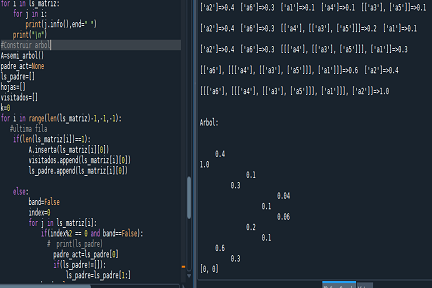 for i in ls_matriz:
for j in i:
print(j.info(),end=" ")
print("\n")
#Construir arbol
A=semi_arbol()
padre_act=None
ls_padre=[]
hojas=[]
visitados=[]
k=0
for i in range(len(ls_matriz)-1,-1,-1):
#ultima fila
if(len(ls_matriz[i])==1):
A.inserta(ls_matriz[i][0])
visitados.append(ls_matriz[i][0])
ls_padre.append(ls_matriz[i][0])
else:
band=False
index=0
for j in ls_matriz[i]:
if(index%2 == 0 and band==False):
# print(ls_padre)
padre_act=ls_padre[0]
if(ls_padre!=[]):
ls_padre=ls_padre[1:]
['a2']=>0.4 ['a6']=>0.3 ['a1']=>0.1 ['a4']=>0.1 [['a3'], ['a5']]=>0.1
['a2']=>0.4 ['a6']=>0.3 [['a4'], [['a3'], ['a5']]]=>0.2 ['a1']=>0.1
['a2']=>0.4 ['a6']=>0.3 [[['a4'], [['a3'], ['a5']]], ['a1']]=>0.3
[['a6'], [[['a4'], [['a3'], ['a5']]], ['a1']]]=>0.6 ['a2']=>0.4
[[['a6'], [[['a4'], [['a3'], ['a5']]], ['a1']]], ['a2']]=>1.0
Arbol:
0.4
1.0
0.1
0.3
0.04
0.1
0.06
0.2
0.1
0.6
0.3
[0, 0]